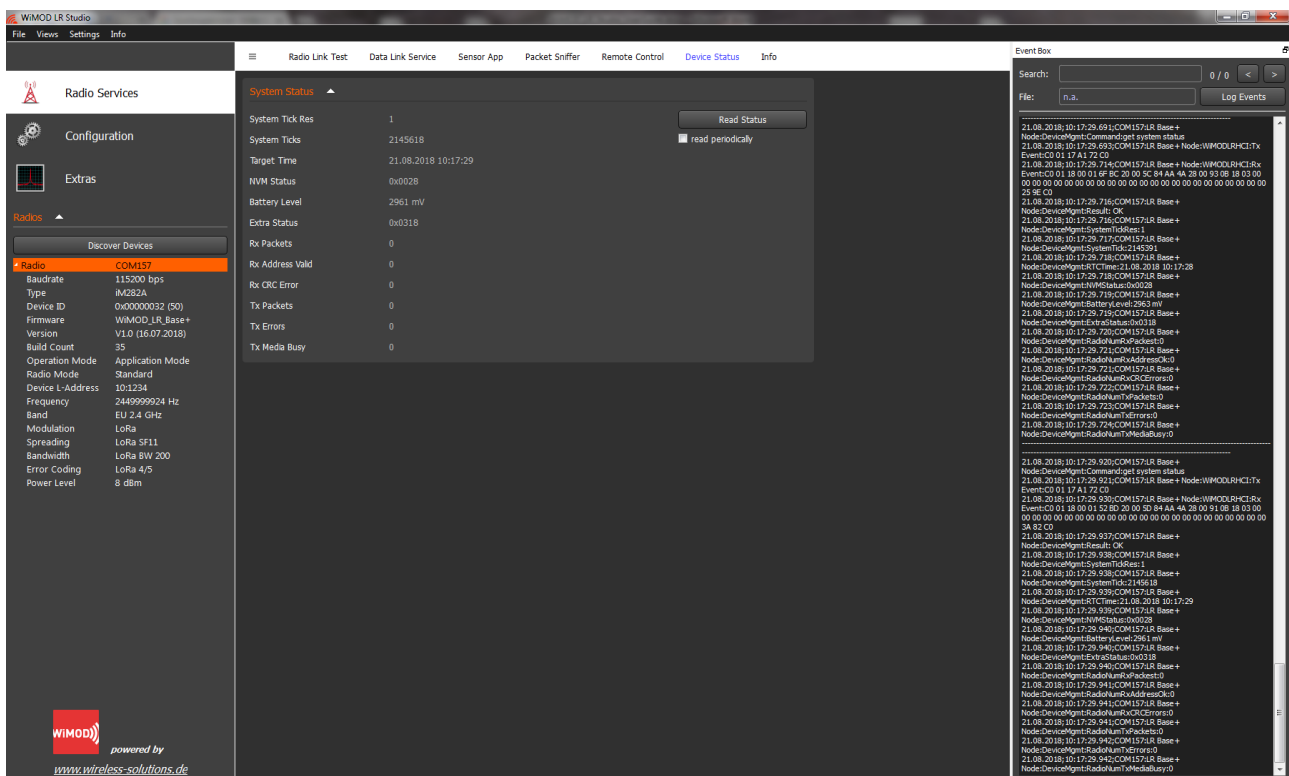 WiMOD LR Studio
File Views Settings Info
Radio Services
Configuration
Extras
Radios
Discover Devices
Radio COM157
Baudrate 115200 bps
Type iM282A
Device ID 0x00000032 (50)
Firmware WiMOD_LR_Base+
Version V1.0 (16.07.2018)
Build Count 35
Operation Mode Application Mode
Radio Mode Standard
Device L-Address 10:1234
Frequency 2449999924 Hz
Band EU 2.4 GHz
Modulation LoRa
Spreading LoRa SF11
Bandwidth LoRa BW 200
Error Coding LoRa 4/5
Power Level 8 dBm
WiMOD
powered by
www.wireless-solutions.de
Radio Link Test Data Link Service Sensor App Packet Sniffer Remote Control Device Status Info
System Status
System Tick Res 1
Read Status
System Ticks 2145618
read periodically
Target Time 21.08.2018 10:17:29
NVM Status 0x0028
Battery Level 2961 mV
Extra Status 0x0318
Rx Packets 0
Rx Address Valid 0
Rx CRC Error 0
Tx Packets 0
Tx Errors 0
Tx Media Busy 0
Event Box
Search: 0 / 0 < >
File: n.a. Log Events
21.08.2018;10:17:29.691;COM157:LR Base+
Node:DeviceMgmt:Command:get system status
21.08.2018;10:17:29.693;COM157:LR Base+ Node:WiMODLRHCI:Tx
Event:C0 01 17 A1 72 C0
21.08.2018;10:17:29.714;COM157:LR Base+ Node:WiMODLRHCI:Rx
Event:C0 01 18 00 01 6F BC 20 00 5C 84 AA 4A 28 00 93 0B 18 03 00
00 00 00 00 00 00 00 00 00 00 00 00 00 00 00 00 00 00 00 00 00 00 00
25 9E C0
21.08.2018;10:17:29.716;COM157:LR Base+
Node:DeviceMgmt:Result: OK
21.08.2018;10:17:29.716;COM157:LR Base+
Node:DeviceMgmt:SystemTickRes:1
21.08.2018;10:17:29.717;COM157:LR Base+
Node:DeviceMgmt:SystemTick:2145391
21.08.2018;10:17:29.718;COM157:LR Base+
Node:DeviceMgmt:RTCTime:21.08.2018 10:17:28
21.08.2018;10:17:29.718;COM157:LR Base+
Node:DeviceMgmt:NVMStatus:0x0028
21.08.2018;10:17:29.719;COM157:LR Base+
Node:DeviceMgmt:BatteryLevel:2963 mV
21.08.2018;10:17:29.719;COM157:LR Base+
Node:DeviceMgmt:ExtraStatus:0x0318
21.08.2018;10:17:29.720;COM157:LR Base+
Node:DeviceMgmt:RadioNumRxPackest:0
21.08.2018;10:17:29.721;COM157:LR Base+
Node:DeviceMgmt:RadioNumRxAddressOk:0
21.08.2018;10:17:29.721;COM157:LR Base+
Node:DeviceMgmt:RadioNumRxCRCErrors:0
21.08.2018;10:17:29.722;COM157:LR Base+
Node:DeviceMgmt:RadioNumTxPackets:0
21.08.2018;10:17:29.723;COM157:LR Base+
Node:DeviceMgmt:RadioNumTxErrors:0
21.08.2018;10:17:29.724;COM157:LR Base+
Node:DeviceMgmt:RadioNumTxMediaBusy:0
21.08.2018;10:17:29.920;COM157:LR Base+
Node:DeviceMgmt:Command:get system status
21.08.2018;10:17:29.921;COM157:LR Base+ Node:WiMODLRHCI:Tx
Event:C0 01 17 A1 72 C0
21.08.2018;10:17:29.930;COM157:LR Base+ Node:WiMODLRHCI:Rx
Event:C0 01 18 00 01 52 BD 20 00 5D 84 AA 4A 28 00 91 0B 18 03 00
00 00 00 00 00 00 00 00 00 00 00 00 00 00 00 00 00 00 00 00 00 00 00
3A 82 C0
21.08.2018;10:17:29.937;COM157:LR Base+
Node:DeviceMgmt:Result: OK
21.08.2018;10:17:29.938;COM157:LR Base+
Node:DeviceMgmt:SystemTickRes:1
21.08.2018;10:17:29.938;COM157:LR Base+
Node:DeviceMgmt:SystemTick:2145618
21.08.2018;10:17:29.939;COM157:LR Base+
Node:DeviceMgmt:RTCTime:21.08.2018 10:17:29
21.08.2018;10:17:29.939;COM157:LR Base+
Node:DeviceMgmt:NVMStatus:0x0028
21.08.2018;10:17:29.940;COM157:LR Base+
Node:DeviceMgmt:BatteryLevel:2961 mV
21.08.2018;10:17:29.940;COM157:LR Base+
Node:DeviceMgmt:ExtraStatus:0x0318
21.08.2018;10:17:29.940;COM157:LR Base+
Node:DeviceMgmt:RadioNumRxPackest:0
21.08.2018;10:17:29.941;COM157:LR Base+
Node:DeviceMgmt:RadioNumRxAddressOk:0
21.08.2018;10:17:29.941;COM157:LR Base+
Node:DeviceMgmt:RadioNumRxCRCErrors:0
21.08.2018;10:17:29.941;COM157:LR Base+
Node:DeviceMgmt:RadioNumTxPackets:0
21.08.2018;10:17:29.942;COM157:LR Base+
Node:DeviceMgmt:RadioNumTxErrors:0
21.08.2018;10:17:29.942;COM157:LR Base+
Node:DeviceMgmt:RadioNumTxMediaBusy:0